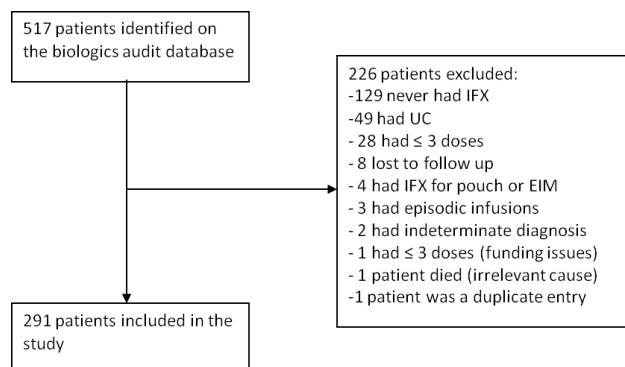 517 patients identified on
the biologics audit database
226 patients excluded:
-129 never had IFX
-49 had UC
- 28 had ≤ 3 doses
- 8 lost to follow up
- 4 had IFX for pouch or EIM
- 3 had episodic infusions
- 2 had indeterminate diagnosis
- 1 had ≤ 3 doses (funding issues)
- 1 patient died (irrelevant cause)
-1 patient was a duplicate entry
291 patients included in the
study